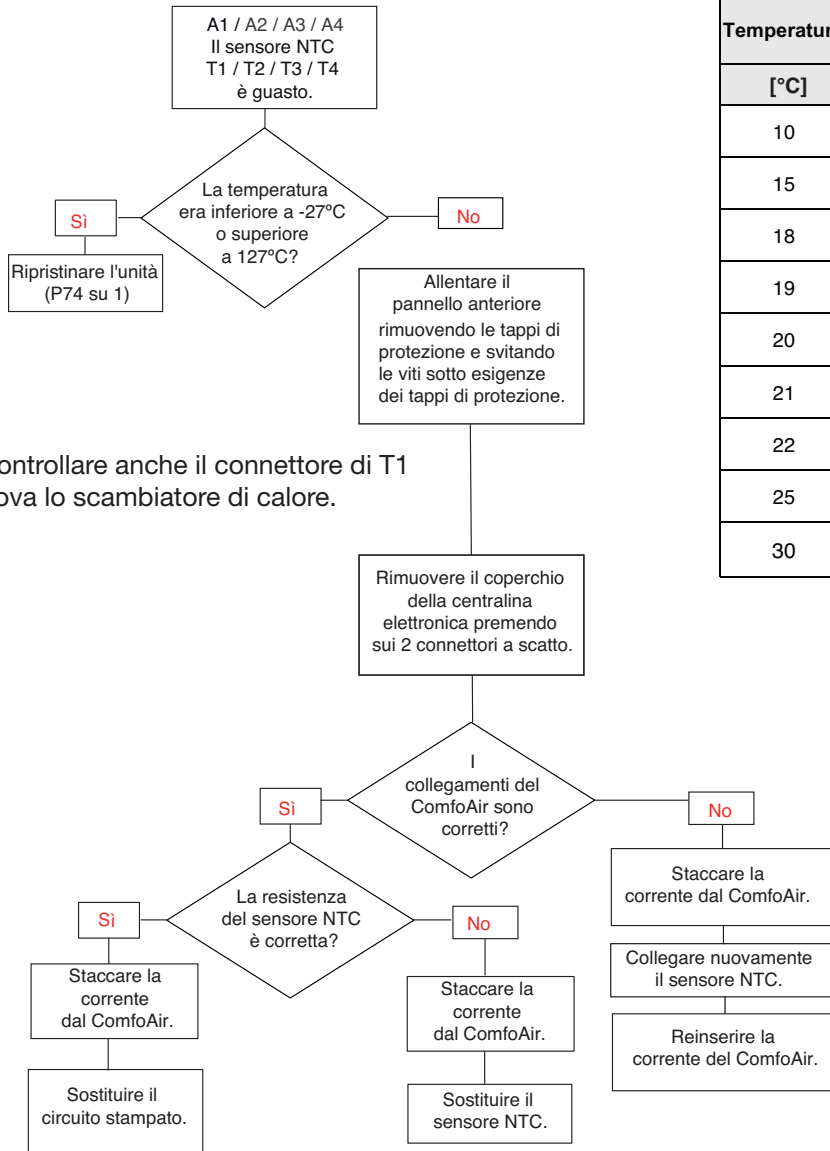 A1 / A2 / A3 / A4
Il sensore NTC
T1 / T2 / T3 / T4
è guasto.
La temperatura
era inferiore a -27ºC
o superiore
a 127ºC?
Sì
No
Ripristinare l'unità
(P74 su 1)
Allentare il
pannello anteriore
rimuovendo le tappi di
protezione e svitando
le viti sotto esigenze
dei tappi di protezione.
anche il connettore di T1
lo scambiatore di calore.
Rimuovere il coperchio
della centralina
elettronica premendo
sui 2 connettori a scatto.
I
collegamenti del
ComfoAir sono
corretti?
Sì
No
La resistenza
del sensore NTC
è corretta?
Sì
No
Staccare la
corrente
dal ComfoAir.
Sostituire il
circuito stampato.
Staccare la
corrente
dal ComfoAir.
Sostituire il
sensore NTC.
Staccare la
corrente dal ComfoAir.
Collegare nuovamente
il sensore NTC.
Reinserire la
corrente del ComfoAir.
[°C]
10
15
18
19
20
21
22
25
30